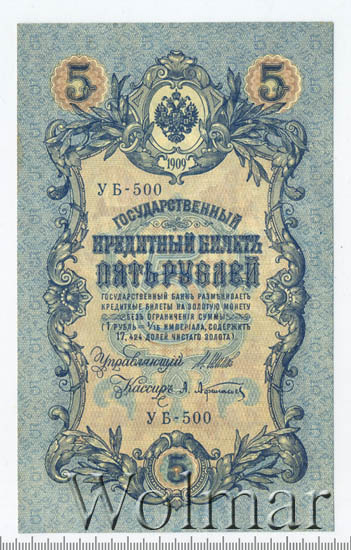 5 5
1909
УБ-500
ГОСУДАРСТВЕННЫЙ
КРЕДИТНЫЙ БИЛЕТЪ
ПЯТЬ РУБЛЕЙ
ГОСУДАРСТВЕННЫЙ БАНКЪ РАЗМѢНИВАЕТЪ
КРЕДИТНЫЕ БИЛЕТЫ НА ЗОЛОТУЮ МОНЕТУ
БЕЗЪ ОГРАНИЧЕНІЯ СУММЫ
(1 РУБЛЬ = 1/15 ИМПЕРІАЛА, СОДЕРЖИТЪ
17,424 ДОЛЕЙ ЧИСТАГО ЗОЛОТА)
Управляющій
Кассиръ А. Афанасьев
УБ-500
5
Wolmar